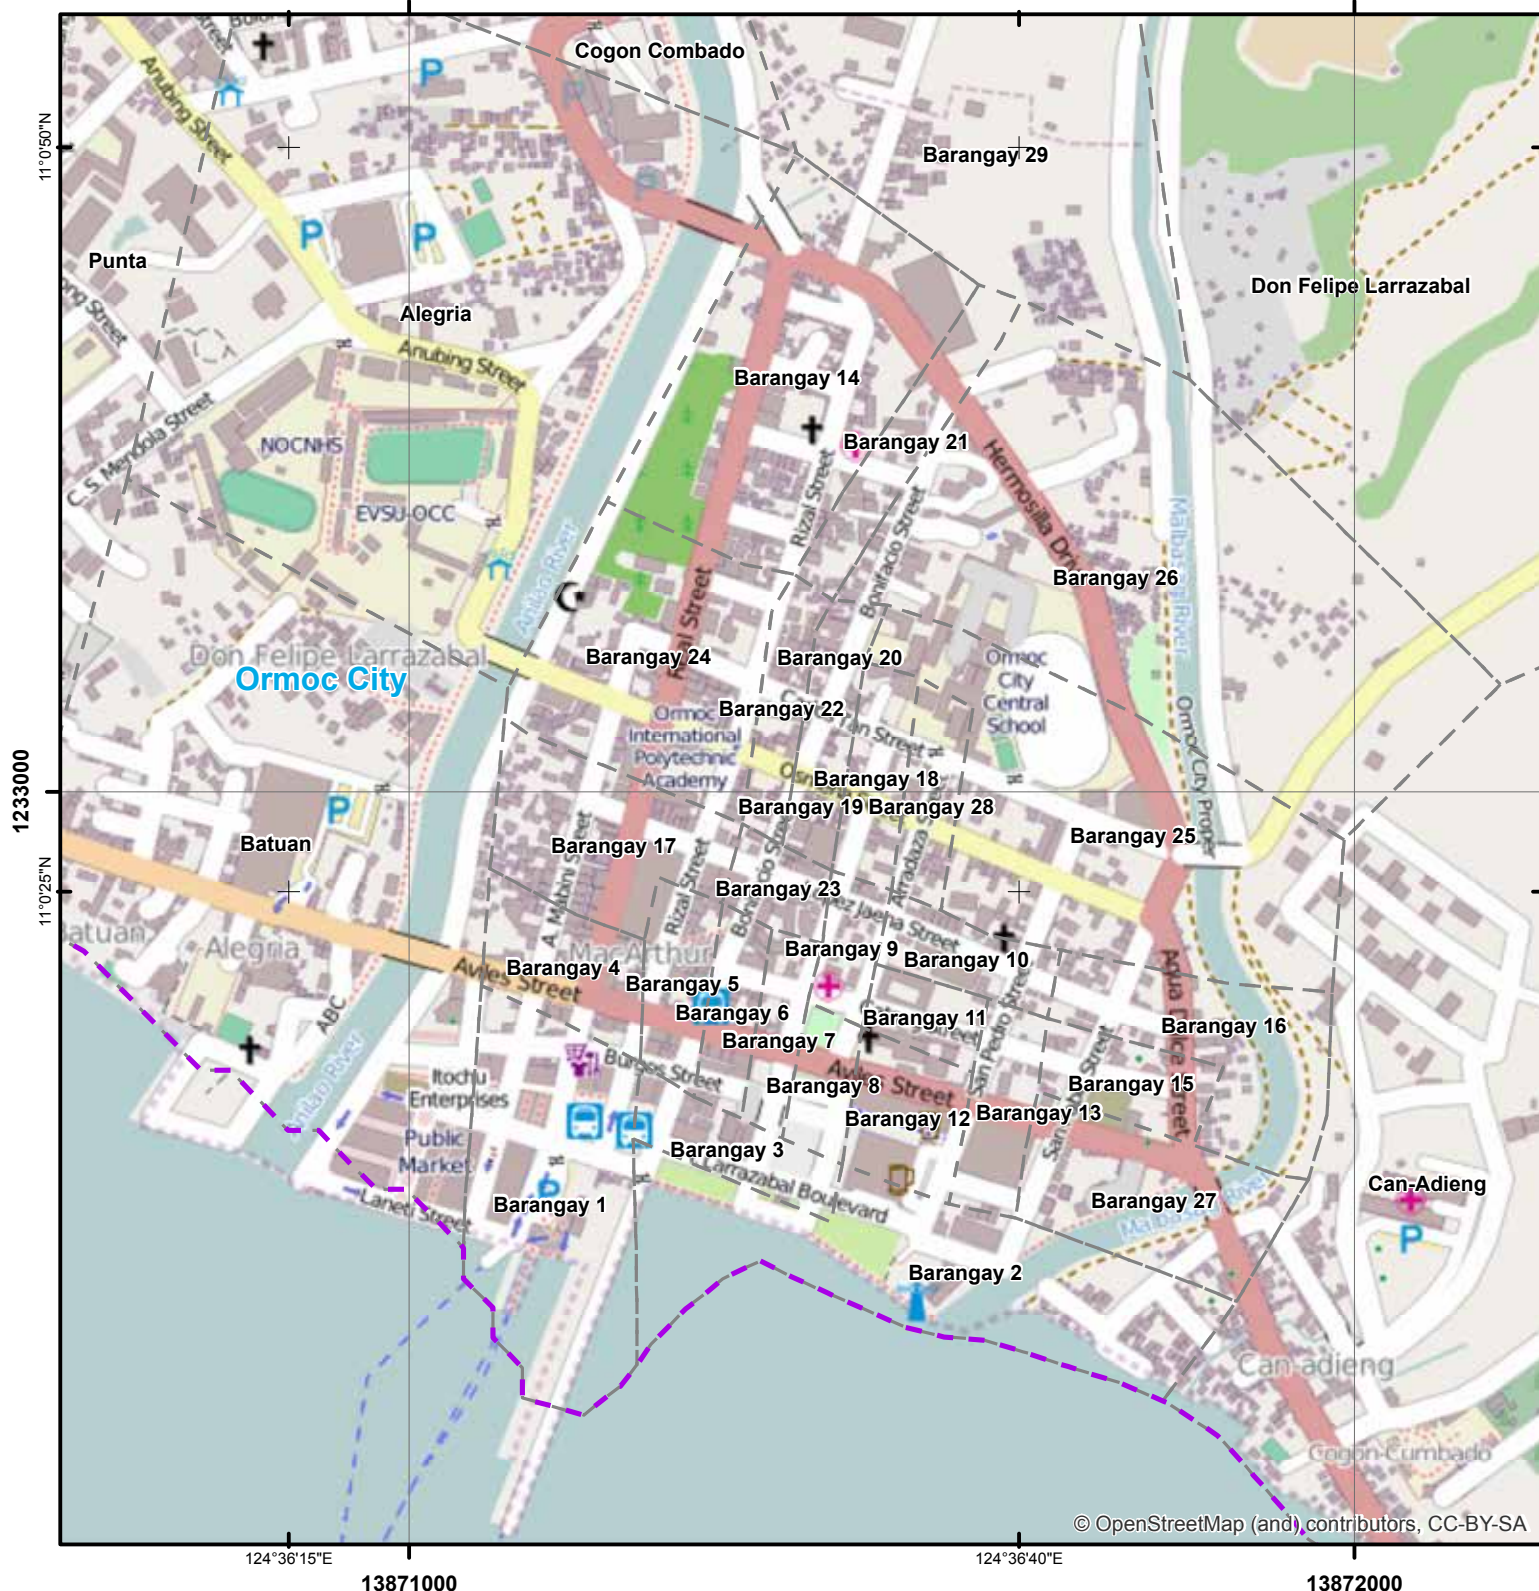 Cogon Combado
Anubing Street
Barangay 29
11°0'50"N
Punta
Don Felipe Larrazabal
Alegria
Anubing Street
Barangay 14
C. S. Mendola Street
NOCNHS
Barangay 21
Hermosilla Drive
Rizal Street
Bonifacio Street
EVSU-OCC
Anilao River
Malbasag River
Barangay 26
Rizal Street
Don Felipe Larrazabal
Ormoc City
Barangay 24
Barangay 20
Ormoc
City
Central
School
Barangay 22
Ormoc
International
Polytechnic
Academy
Ormoc City Proper
Barangay 18
1233000
Barangay 19
Barangay 28
Barangay 25
Batuan
Barangay 17
A. Mabini Street
Rizal Street
Barangay 23
11°0'25"N
Batuan
Alegria
MacArthur
Barangay 9
Barangay 10
Aviles Street
Barangay 4
Barangay 5
Barangay 6
Barangay 11
San Pedro Street
Barangay 16
ABC
Barangay 7
Anilao River
Burgos Street
Aviles Street
Barangay 8
Barangay 15
Itochu
Enterprises
Barangay 12
Barangay 13
Public
Market
Barangay 3
Larrazabal Boulevard
Can-Adieng
Barangay 1
Barangay 27
Barangay 2
Can-adieng
Cogon Cumbado
© OpenStreetMap (and) contributors, CC-BY-SA
124°36'15"E
124°36'40"E
13871000
13872000